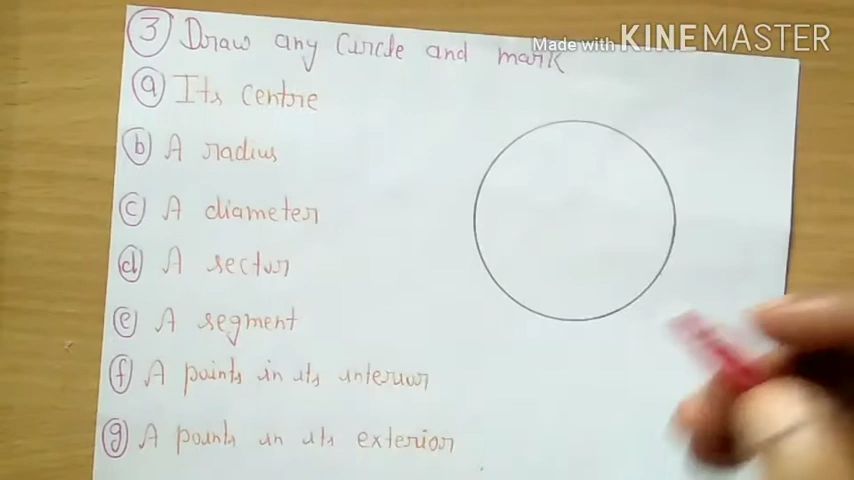 ③ Draw any Circle and mark
Made with KINEMASTER
ⓐ Its centre
ⓑ A radius
ⓒ A diameter
ⓓ A sector
ⓔ A segment
ⓕ A points in its interior
ⓖ A points in its exterior